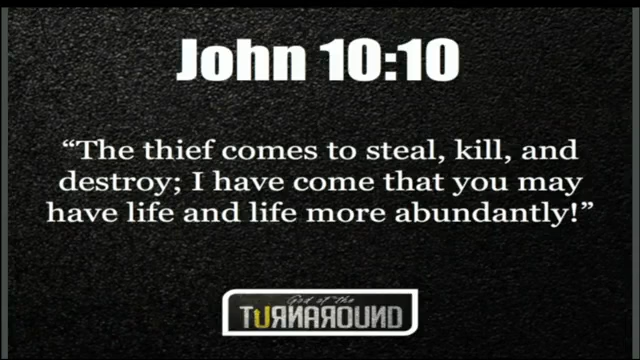 John 10:10
“The thief comes to steal, kill, and
destroy; I have come that you may
have life and life more abundantly!”
God of the
TURNAROUND